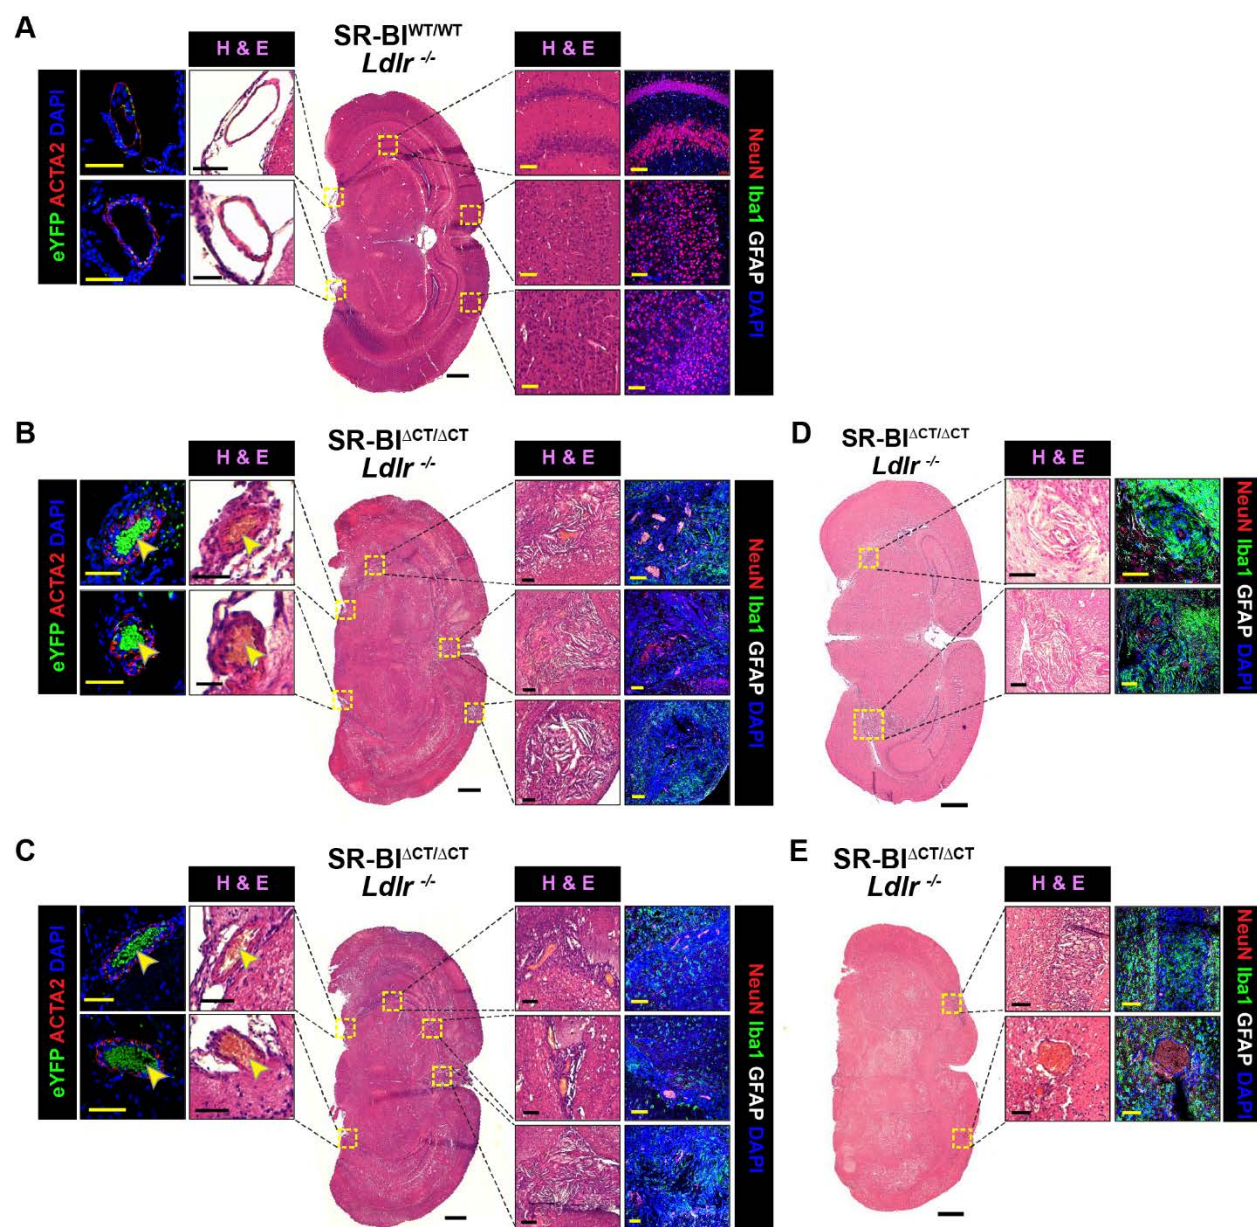 A
H & E
SR-BI^WT/WT
Ldlr -/-
H & E
eYFP ACTA2 DAPI
NeuN Iba1 GFAP DAPI
B
H & E
SR-BI^ΔCT/ΔCT
Ldlr -/-
H & E
eYFP ACTA2 DAPI
NeuN Iba1 GFAP DAPI
D
SR-BI^ΔCT/ΔCT
Ldlr -/-
H & E
NeuN Iba1 GFAP DAPI
C
H & E
SR-BI^ΔCT/ΔCT
Ldlr -/-
H & E
eYFP ACTA2 DAPI
NeuN Iba1 GFAP DAPI
E
SR-BI^ΔCT/ΔCT
Ldlr -/-
H & E
NeuN Iba1 GFAP DAPI